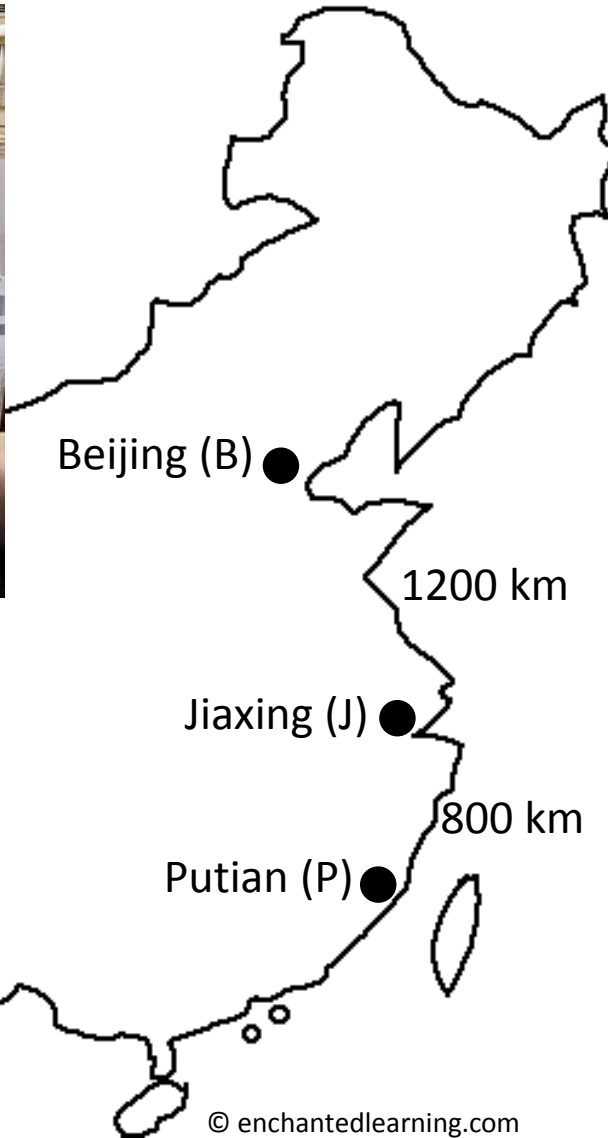 Beijing (B)
1200 km
Jiaxing (J)
800 km
Putian (P)
© enchantedlearning.com